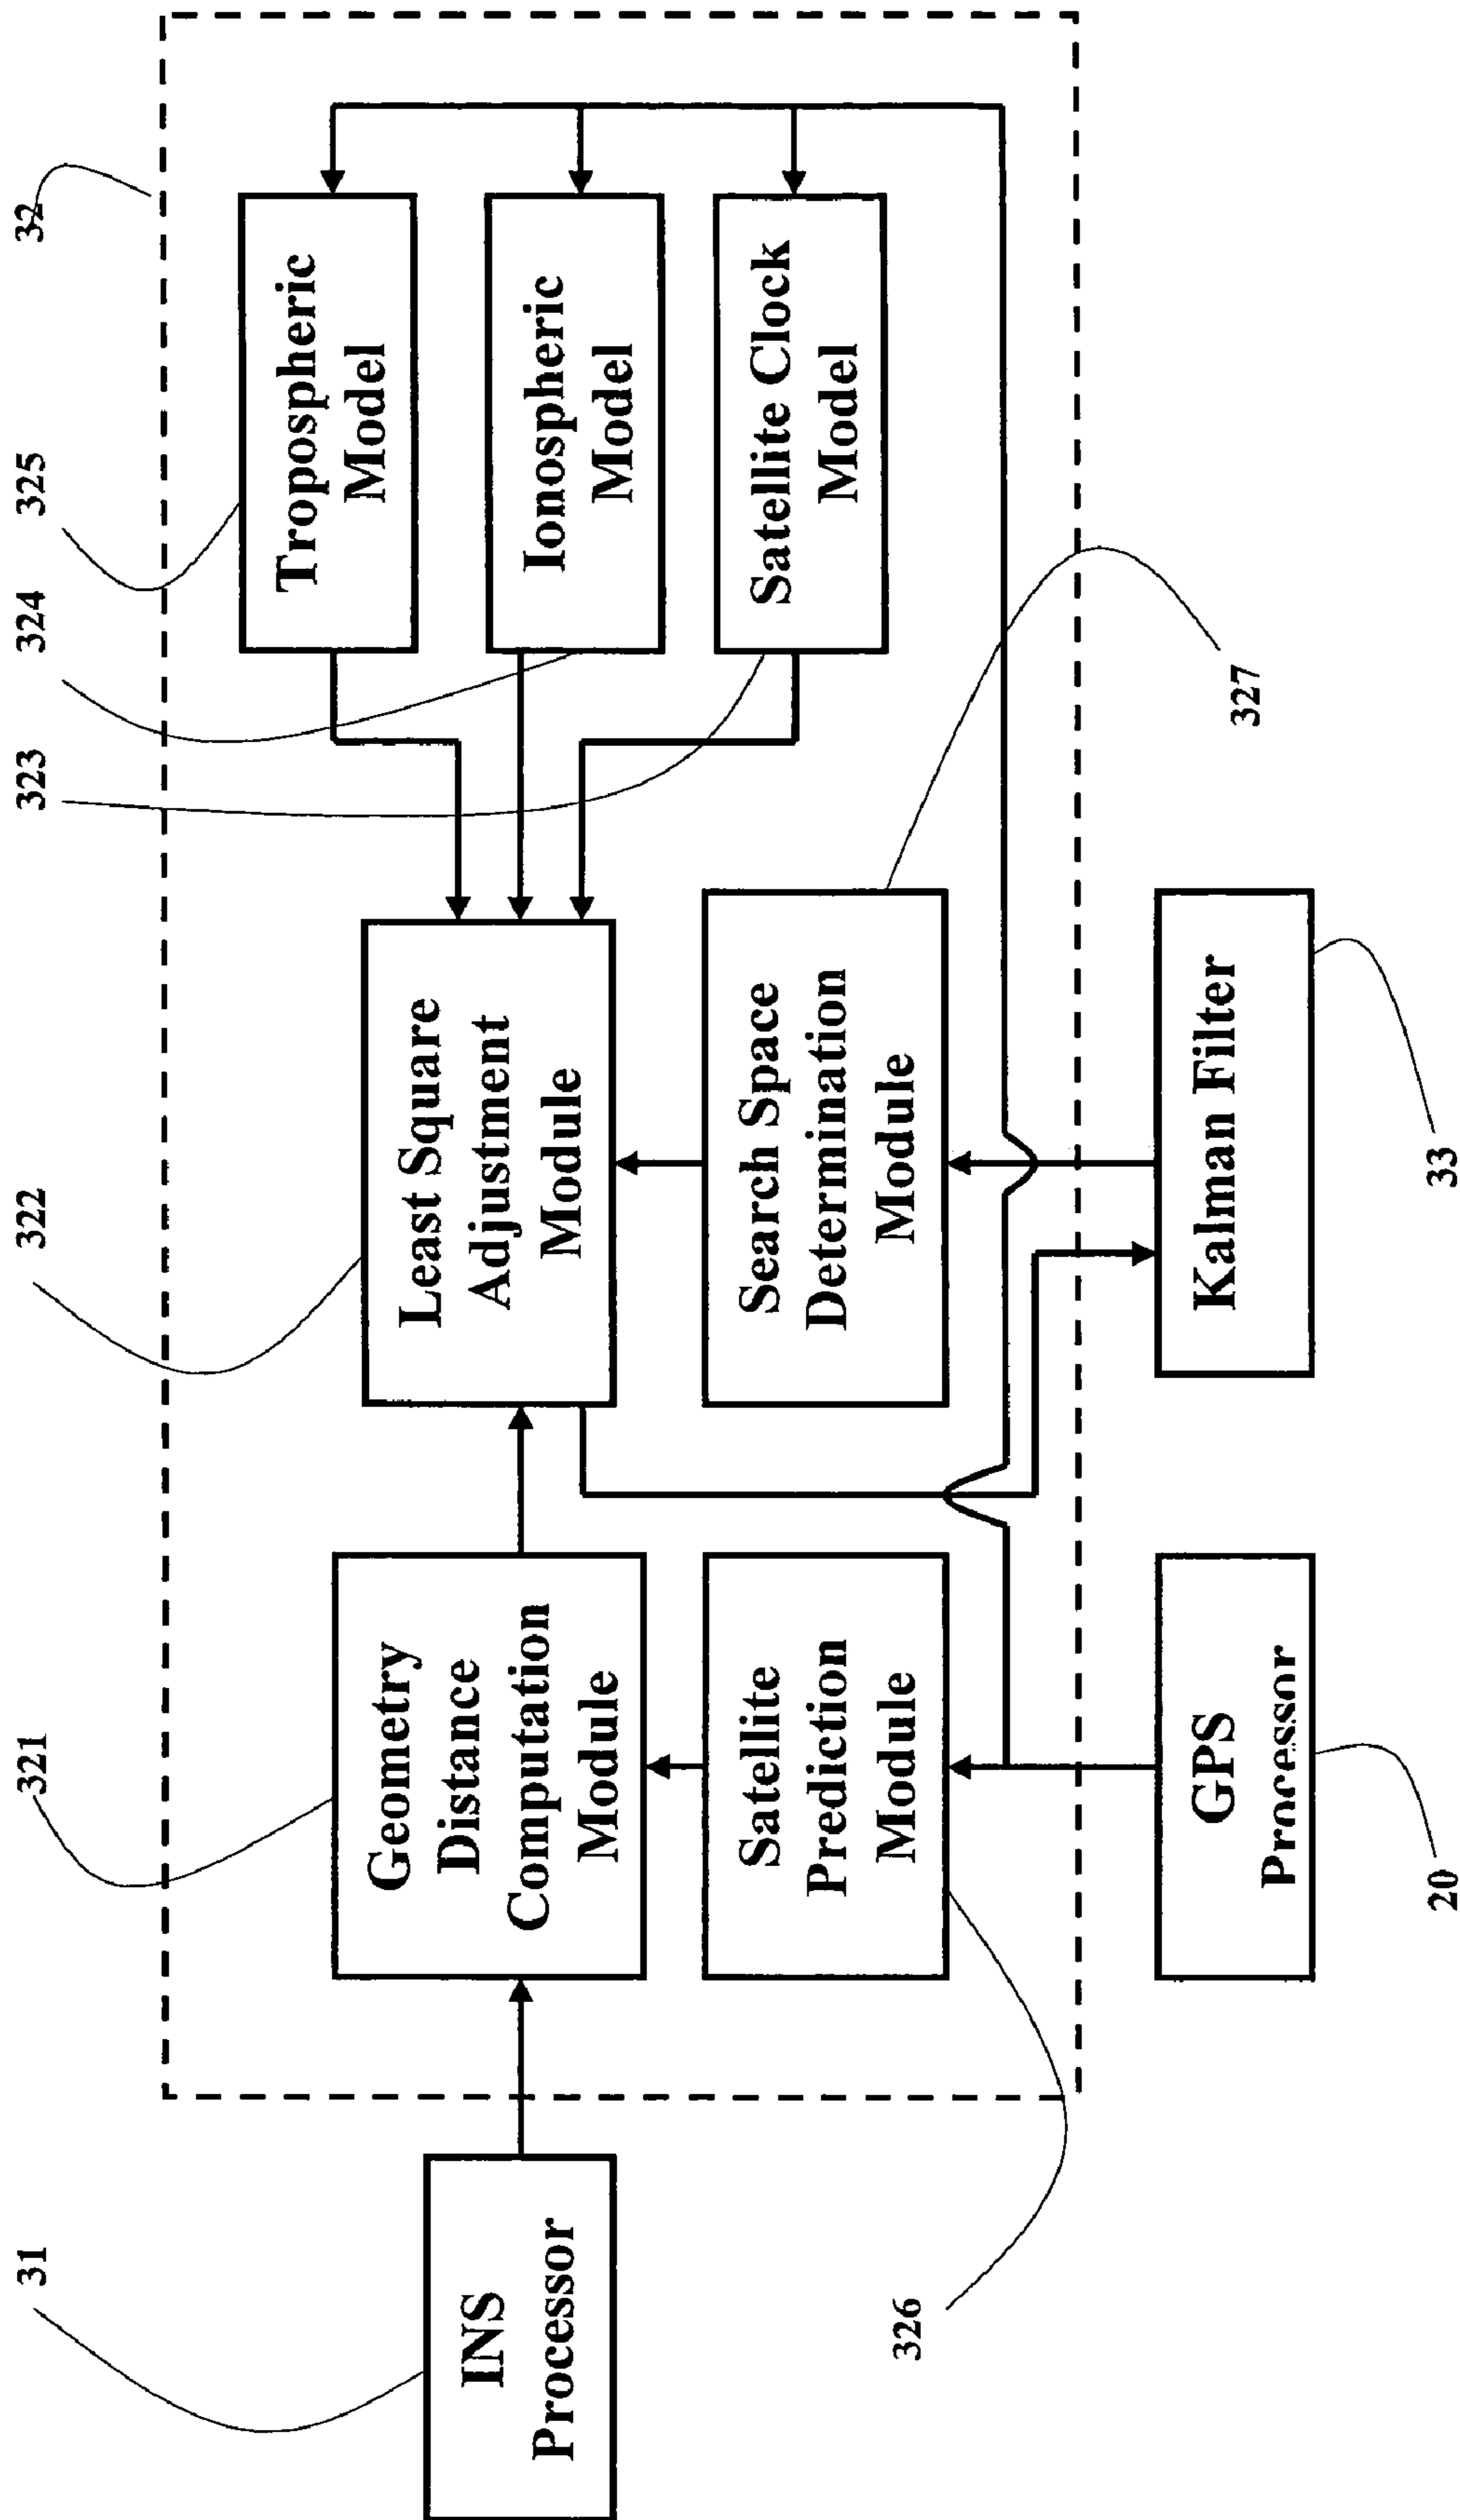 31
321
322
323
324
325
32
INS
Processor
Geometry
Distance
Computation
Module
Least Square
Adjustment
Module
Tropospheric
Model
Ionospheric
Model
Satellite Clock
Model
Satellite
Prediction
Module
Search Space
Determination
Module
326
327
GPS
Processor
Kalman Filter
20
33